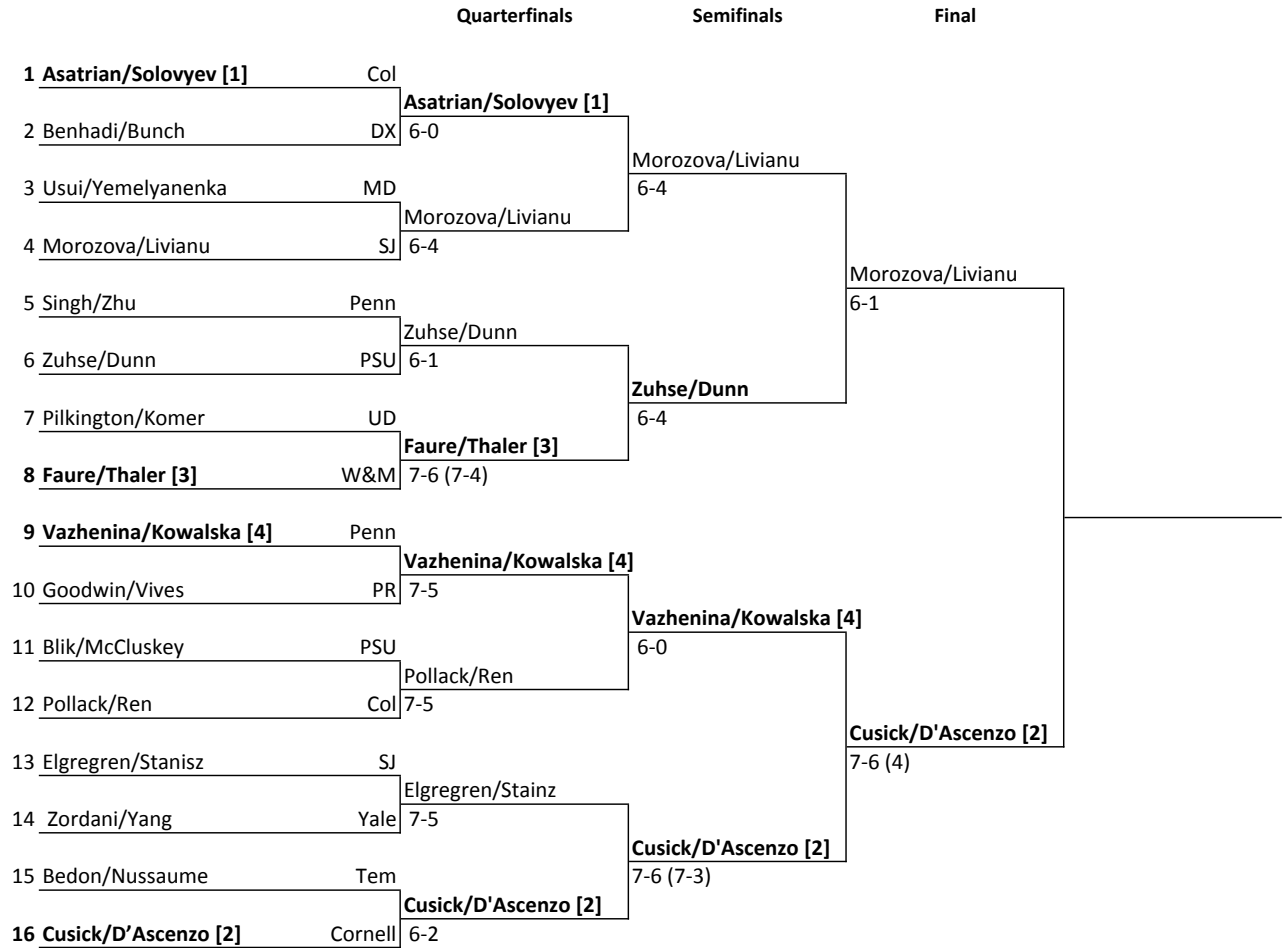 Quarterfinals Semifinals Final
1 Asatrian/Solovyev [1] Col
Asatrian/Solovyev [1]
2 Benhadi/Bunch DX 6-0
Morozova/Livianu
3 Usui/Yemelyanenka MD 6-4
Morozova/Livianu
4 Morozova/Livianu SJ 6-4
Morozova/Livianu
5 Singh/Zhu Penn 6-1
Zuhse/Dunn
6 Zuhse/Dunn PSU 6-1
Zuhse/Dunn
7 Pilkington/Komer UD 6-4
Faure/Thaler [3]
8 Faure/Thaler [3] W&M 7-6 (7-4)
9 Vazhenina/Kowalska [4] Penn
Vazhenina/Kowalska [4]
10 Goodwin/Vives PR 7-5
Vazhenina/Kowalska [4]
11 Blik/McCluskey PSU 6-0
Pollack/Ren
12 Pollack/Ren Col 7-5
Cusick/D'Ascenzo [2]
13 Elgregren/Stanisz SJ 7-6 (4)
Elgregren/Stainz
14 Zordani/Yang Yale 7-5
Cusick/D'Ascenzo [2]
15 Bedon/Nussaume Tem 7-6 (7-3)
Cusick/D'Ascenzo [2]
16 Cusick/D’Ascenzo [2] Cornell 6-2